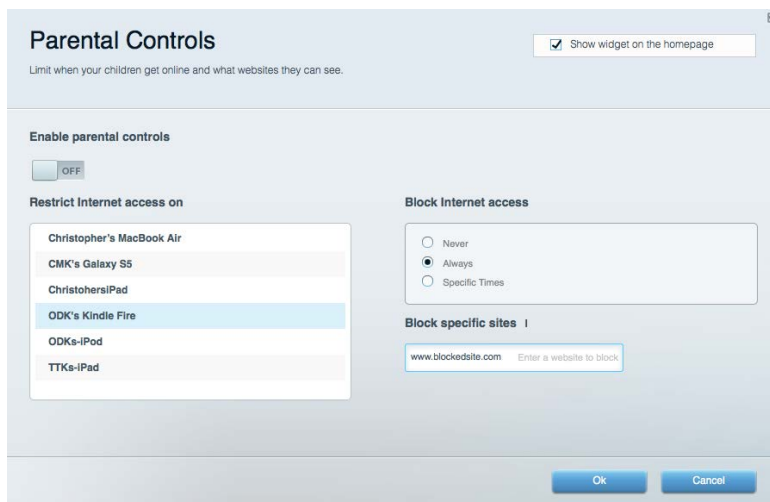 Parental Controls
Show widget on the homepage
Limit when your children get online and what websites they can see.
Enable parental controls
OFF
Restrict Internet access on
Christopher's MacBook Air
CMK's Galaxy S5
ChristohersiPad
ODK's Kindle Fire
ODKs-iPod
TTKs-iPad
Block Internet access
Never
Always
Specific Times
Block specific sites
www.blockedsite.com Enter a website to block
Ok Cancel